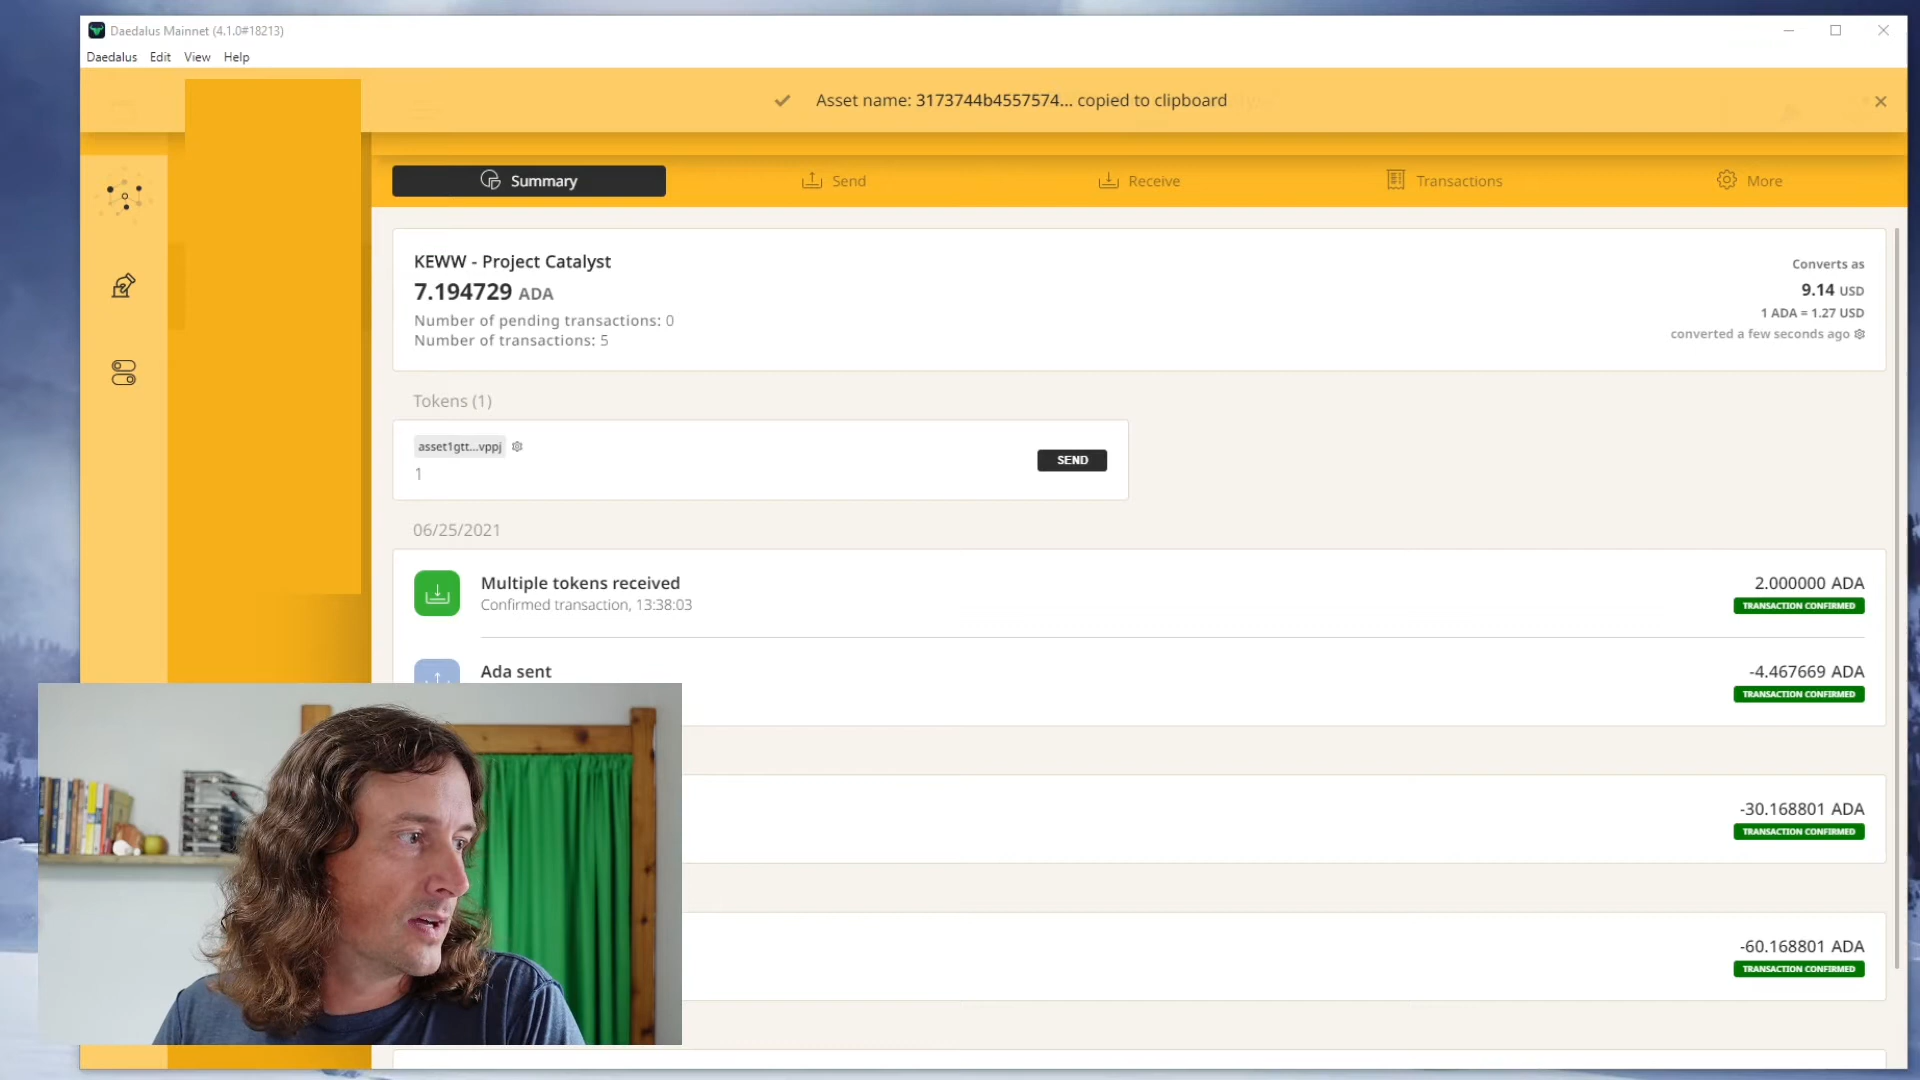 Daedalus Mainnet (4.1.0#18213)
Daedalus Edit View Help
Asset name: 3173744b4557574... copied to clipboard
Summary Send Receive Transactions More
KEWW - Project Catalyst
7.194729 ADA
Number of pending transactions: 0
Number of transactions: 5
Converts as
9.14 USD
1 ADA = 1.27 USD
converted a few seconds ago
Tokens (1)
asset1gtt...vppj
1
SEND
06/25/2021
Multiple tokens received
Confirmed transaction, 13:38:03
2.000000 ADA
TRANSACTION CONFIRMED
Ada sent
-4.467669 ADA
TRANSACTION CONFIRMED
-30.168801 ADA
TRANSACTION CONFIRMED
-60.168801 ADA
TRANSACTION CONFIRMED